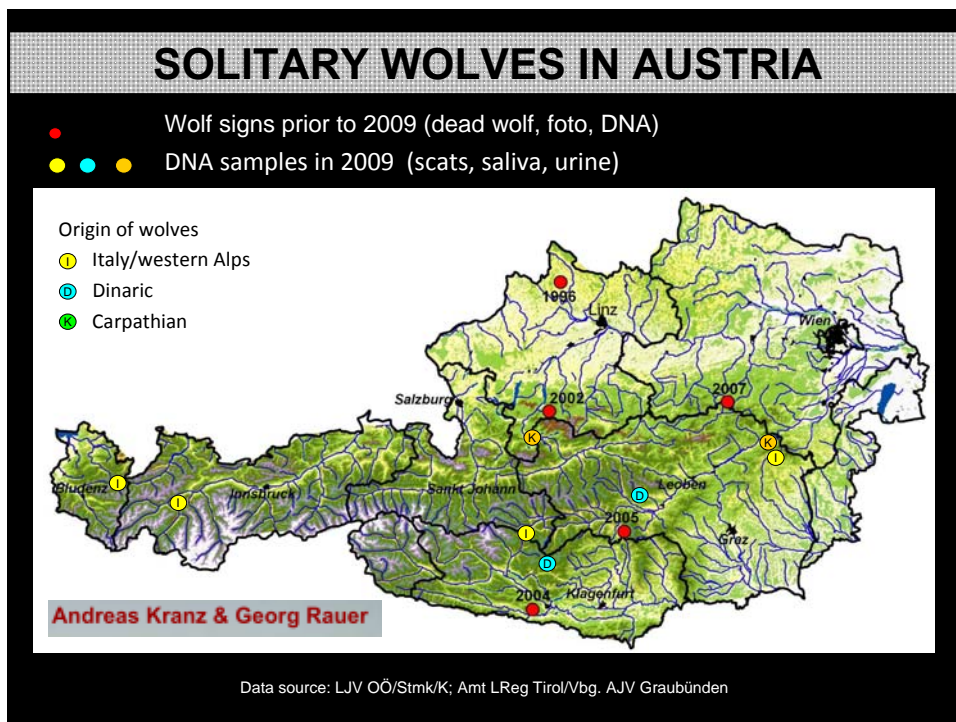 SOLITARY WOLVES IN AUSTRIA
Wolf signs prior to 2009 (dead wolf, foto, DNA)
DNA samples in 2009 (scats, saliva, urine)
Origin of wolves
I Italy/western Alps
D Dinaric
K Carpathian
1996
Linz
Wien
Salzburg
2002
2007
K
K
I
Bludenz
I
I
Innsbruck
Sankt Johann
D
Leoben
2005
I
Graz
D
2004
Klagenfurt
Andreas Kranz & Georg Rauer
Data source: LJV OÖ/Stmk/K; Amt LReg Tirol/Vbg. AJV Graubünden